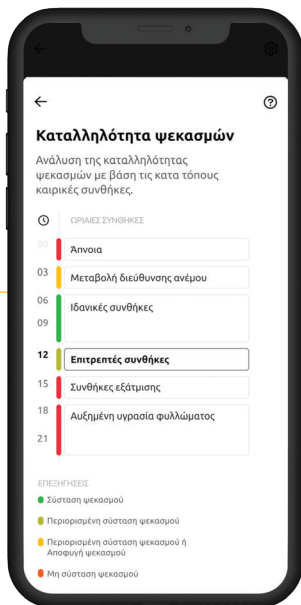 Καταλληλότητα ψεκασμών
Ανάλυση της καταλληλότητας
ψεκασμών με βάση τις κατα τόπους
καιρικές συνθήκες.
ΩΡΙΑΙΕΣ ΣΥΝΘΗΚΕΣ
00 Άπνοια
03 Μεταβολή διεύθυνσης ανέμου
06 Ιδανικές συνθήκες
09
12 Επιτρεπτές συνθήκες
15 Συνθήκες εξάτμισης
18 Αυξημένη υγρασία φυλλώματος
21
ΕΠΕΞΗΓΗΣΕΙΣ
Σύσταση ψεκασμού
Περιορισμένη σύσταση ψεκασμού
Περιορισμένη σύσταση ψεκασμού ή
Αποφυγή ψεκασμού
Μη σύσταση ψεκασμού